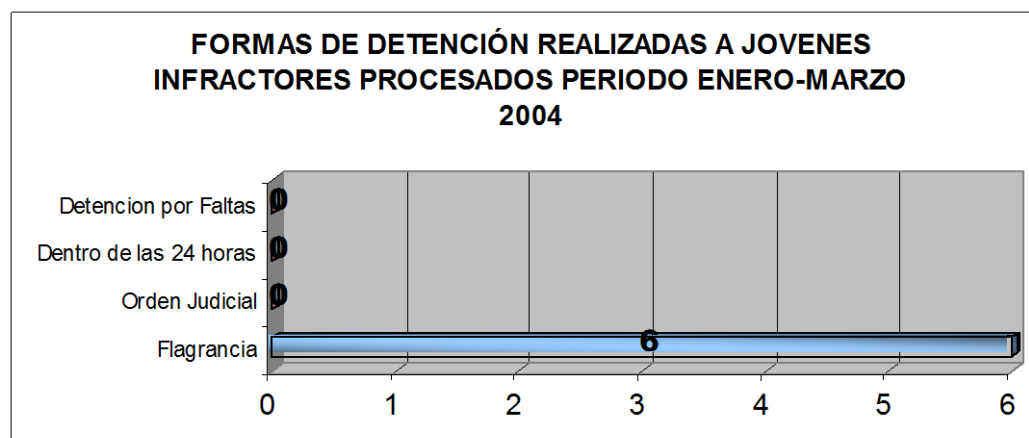 FORMAS DE DETENCIÓN REALIZADAS A JOVENES
INFRACTORES PROCESADOS PERIODO ENERO-MARZO
2004
Detencion por Faltas
0
Dentro de las 24 horas
0
Orden Judicial
0
Flagrancia
6
0 1 2 3 4 5 6